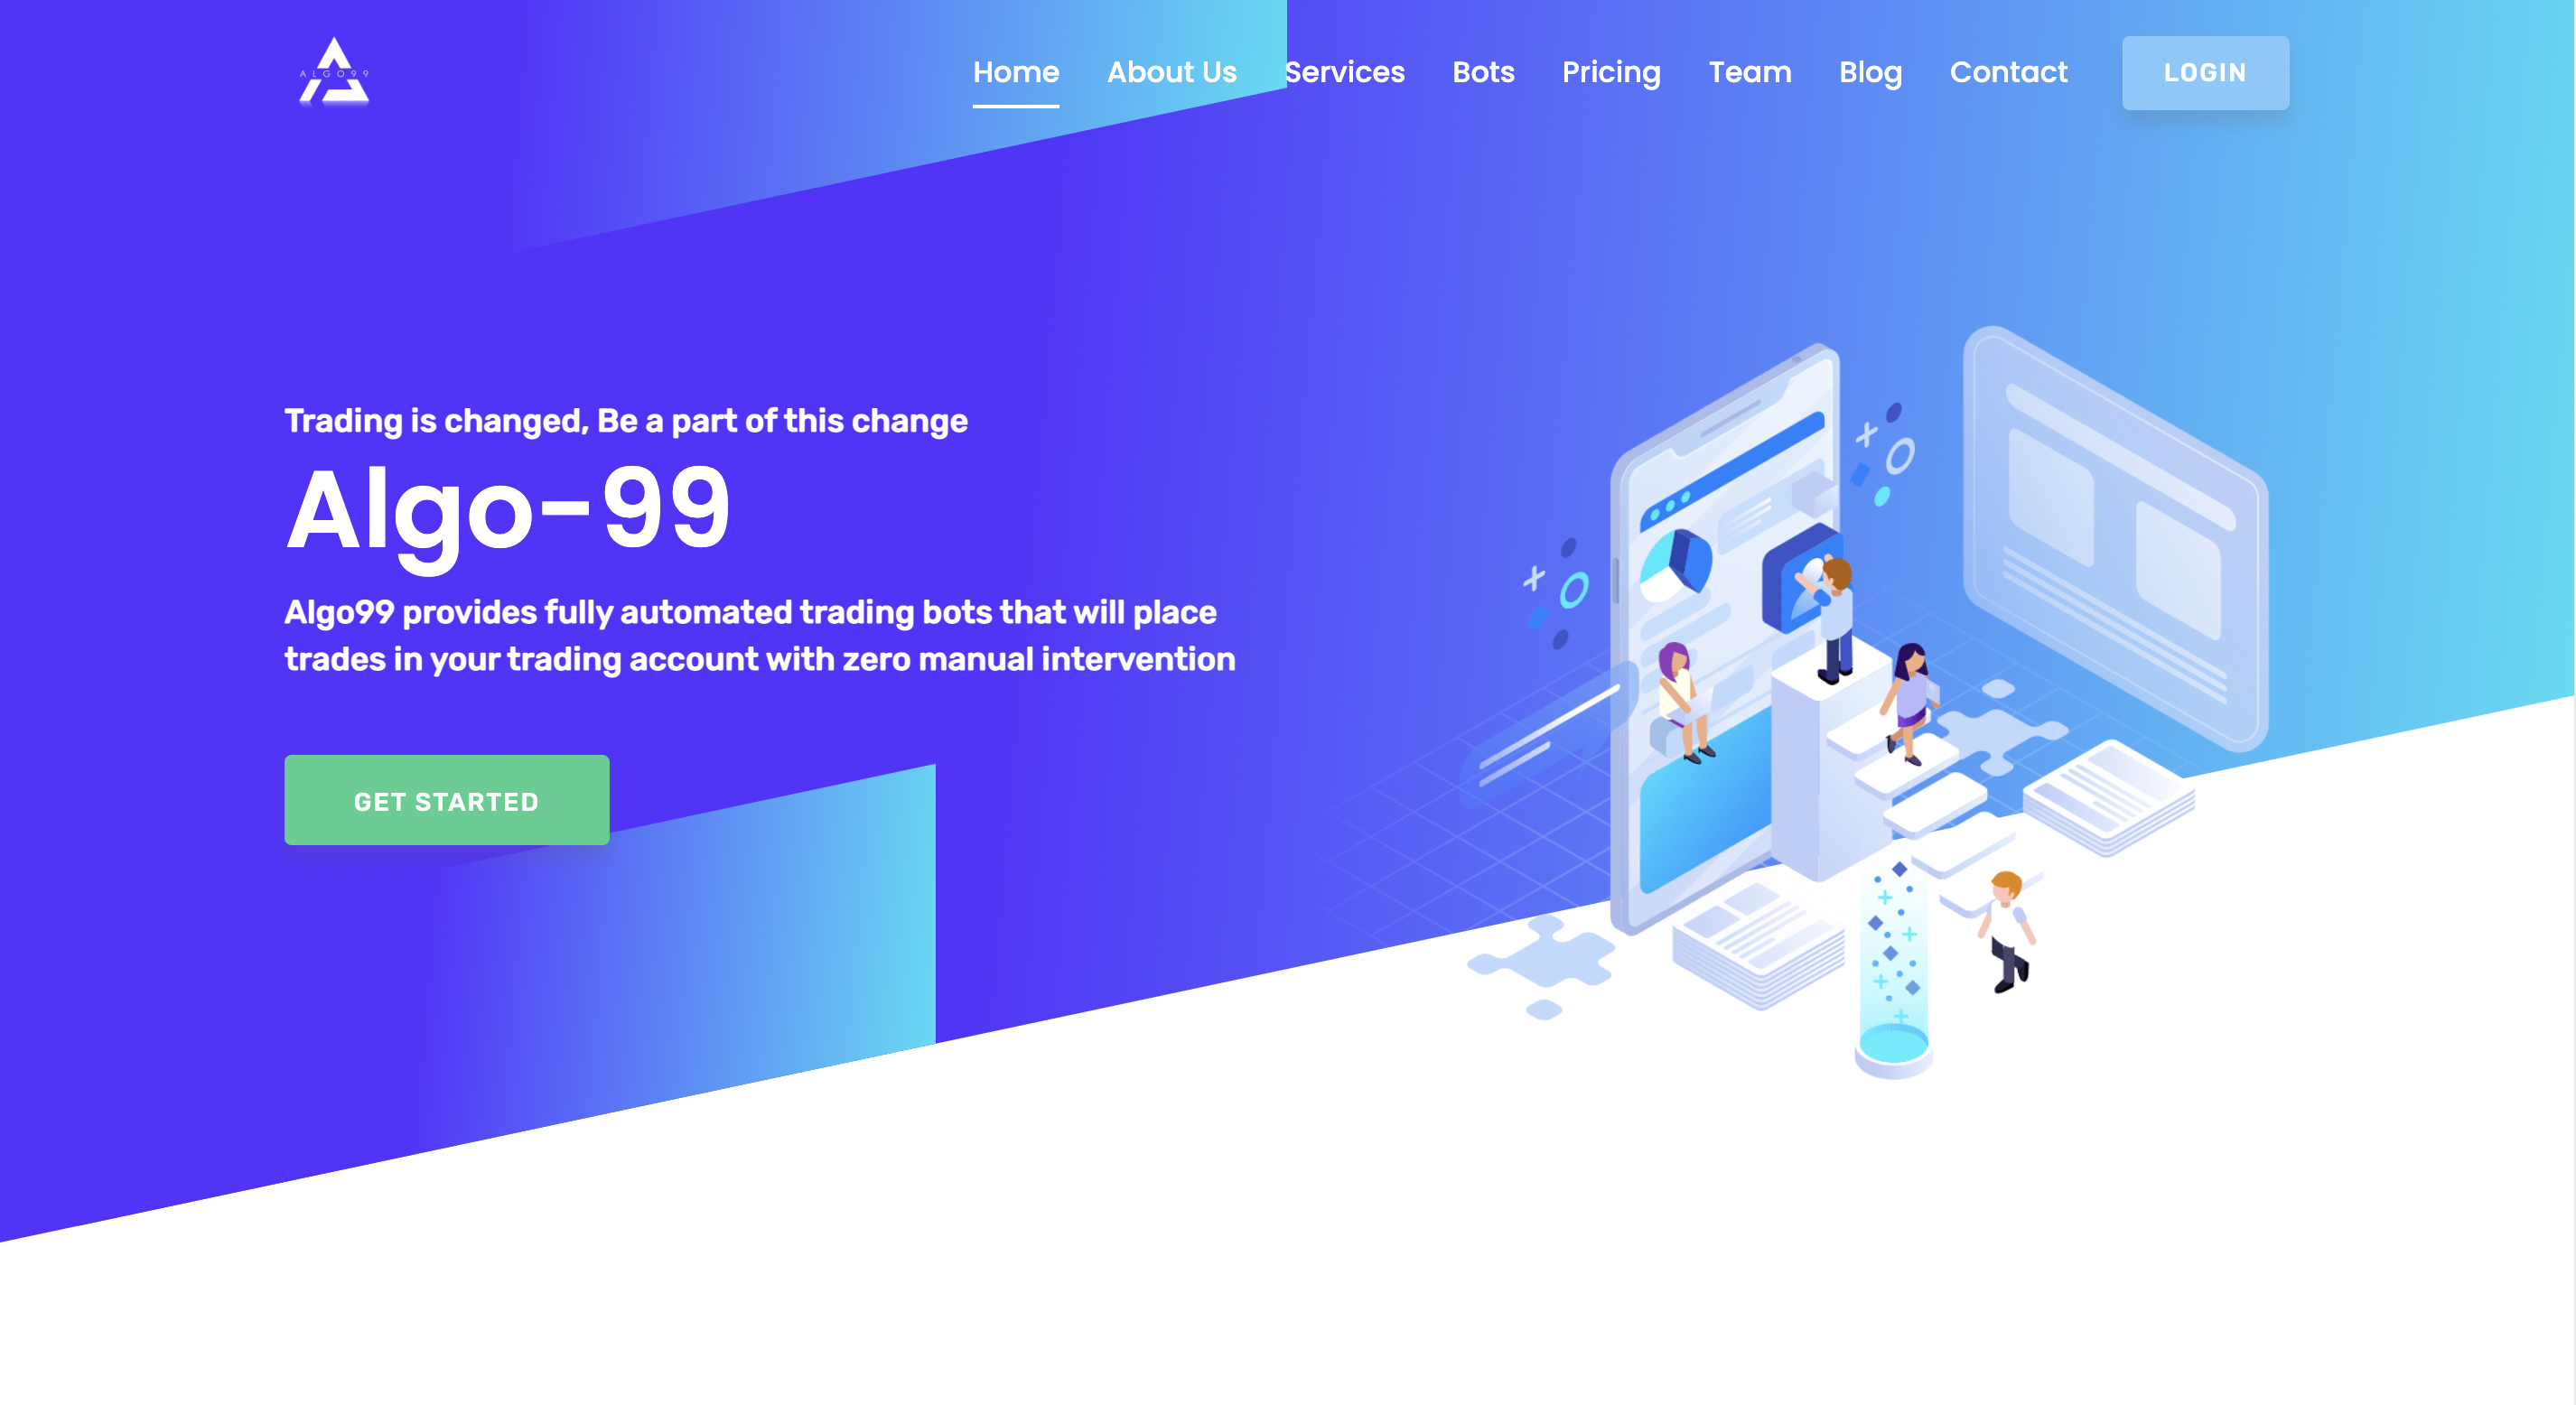 ALGO99
Home About Us Services Bots Pricing Team Blog Contact LOGIN
Trading is changed, Be a part of this change
Algo-99
Algo99 provides fully automated trading bots that will place
trades in your trading account with zero manual intervention
GET STARTED